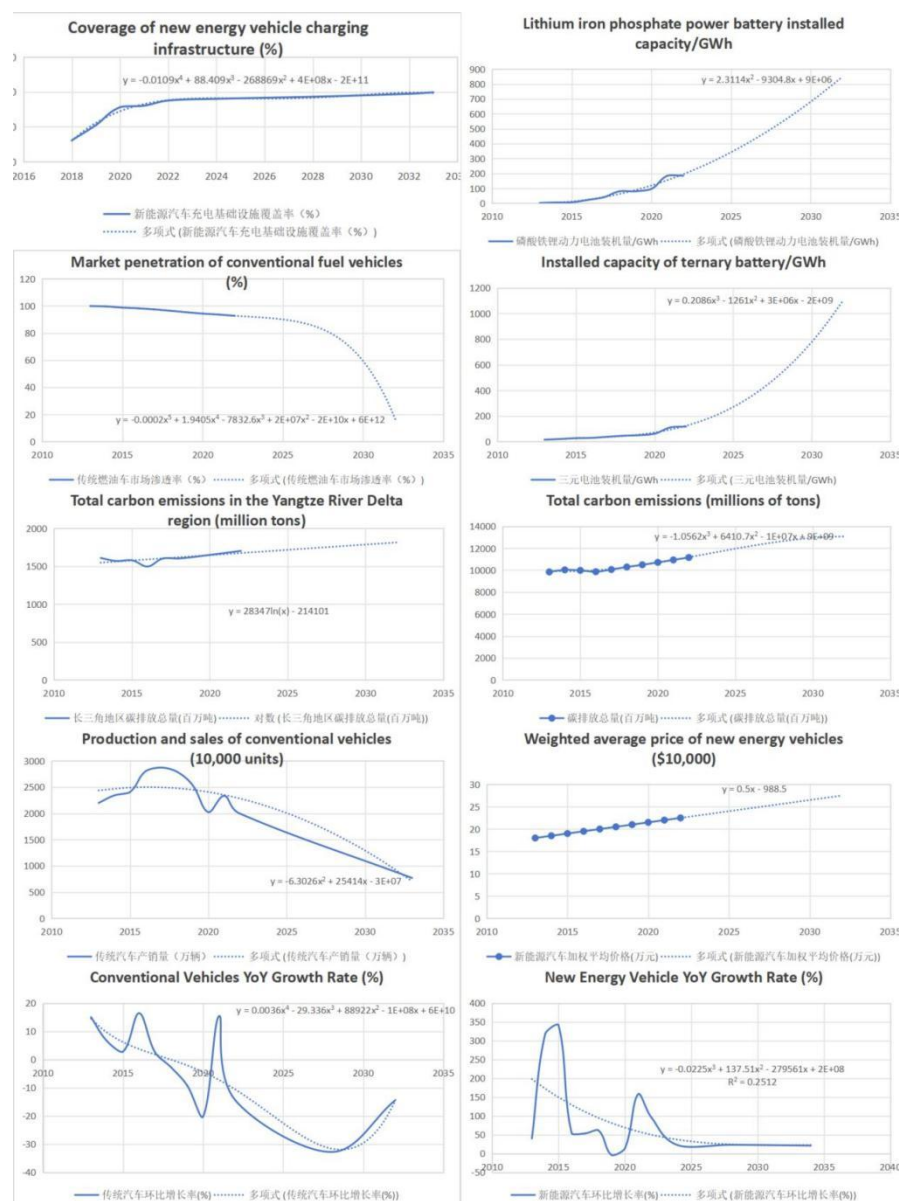 Coverage of new energy vehicle charging
infrastructure (%)
y = -0.0109x⁴ + 88.409x³ - 268869x² + 4E+08x - 2E+11
0
0
0
2016 2018 2020 2022 2024 2026 2028 2030 2032 203
新能源汽车充电基础设施覆盖率（%）
多项式 (新能源汽车充电基础设施覆盖率（%）)
Lithium iron phosphate power battery installed
capacity/GWh
y = 2.3114x² - 9304.8x + 9E+06
900
800
700
600
500
400
300
200
100
0
2010 2015 2020 2025 2030 2035
磷酸铁锂动力电池装机量/GWh
多项式 (磷酸铁锂动力电池装机量/GWh)
Market penetration of conventional fuel vehicles
(%)
120
100
80
60
40
20
0
y = -0.0002x⁵ + 1.9405x⁴ - 7832.6x³ + 2E+07x² - 2E+10x + 6E+12
2010 2015 2020 2025 2030 2035
传统燃油车市场渗透率（%）
多项式 (传统燃油车市场渗透率（%）)
Installed capacity of ternary battery/GWh
1200
1000
800
600
400
200
0
y = 0.2086x³ - 1261x² + 3E+06x - 2E+09
2010 2015 2020 2025 2030 2035
三元电池装机量/GWh
多项式 (三元电池装机量/GWh)
Total carbon emissions in the Yangtze River Delta
region (million tons)
2000
1500
1000
500
0
y = 28347ln(x) - 214101
2010 2015 2020 2025 2030 2035
长三角地区碳排放总量(百万吨)
对数 (长三角地区碳排放总量(百万吨))
Total carbon emissions (millions of tons)
14000
12000
10000
8000
6000
4000
2000
0
y = -1.0562x³ + 6410.7x² - 1E+07x + 9E+09
2010 2015 2020 2025 2030 2035
碳排放总量(百万吨)
多项式 (碳排放总量(百万吨))
Production and sales of conventional vehicles
(10,000 units)
3000
2500
2000
1500
1000
500
0
y = -6.3026x² + 25414x - 3E+07
2010 2015 2020 2025 2030 2035
传统汽车产销量（万辆）
多项式 (传统汽车产销量（万辆）)
Weighted average price of new energy vehicles
($10,000)
30
25
20
15
10
5
0
y = 0.5x - 988.5
2010 2015 2020 2025 2030 2035
新能源汽车加权平均价格(万元)
多项式 (新能源汽车加权平均价格(万元))
Conventional Vehicles YoY Growth Rate (%)
y = 0.0036x⁴ - 29.336x³ + 88922x² - 1E+08x + 6E+10
20
10
0
-10
-20
-30
-40
2010 2015 2020 2025 2030 2035
传统汽车环比增长率(%)
多项式 (传统汽车环比增长率(%))
New Energy Vehicle YoY Growth Rate (%)
400
350
300
250
200
150
100
50
0
-50
y = -0.0225x³ + 137.51x² - 279561x + 2E+08
R² = 0.2512
2010 2015 2020 2025 2030 2035 2040
新能源汽车环比增长率(%)
多项式 (新能源汽车环比增长率(%))